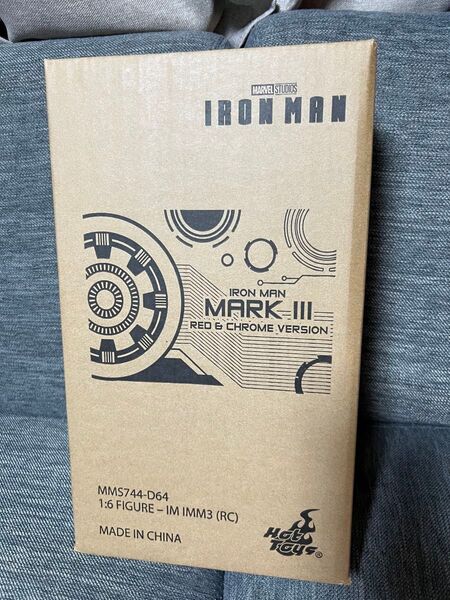 MARVEL STUDIOS
IRON MAN
IRON MAN
MARK III
RED & CHROME VERSION
MMS744-D64
1:6 FIGURE – IM IMM3 (RC)
MADE IN CHINA
Hot
Toys®